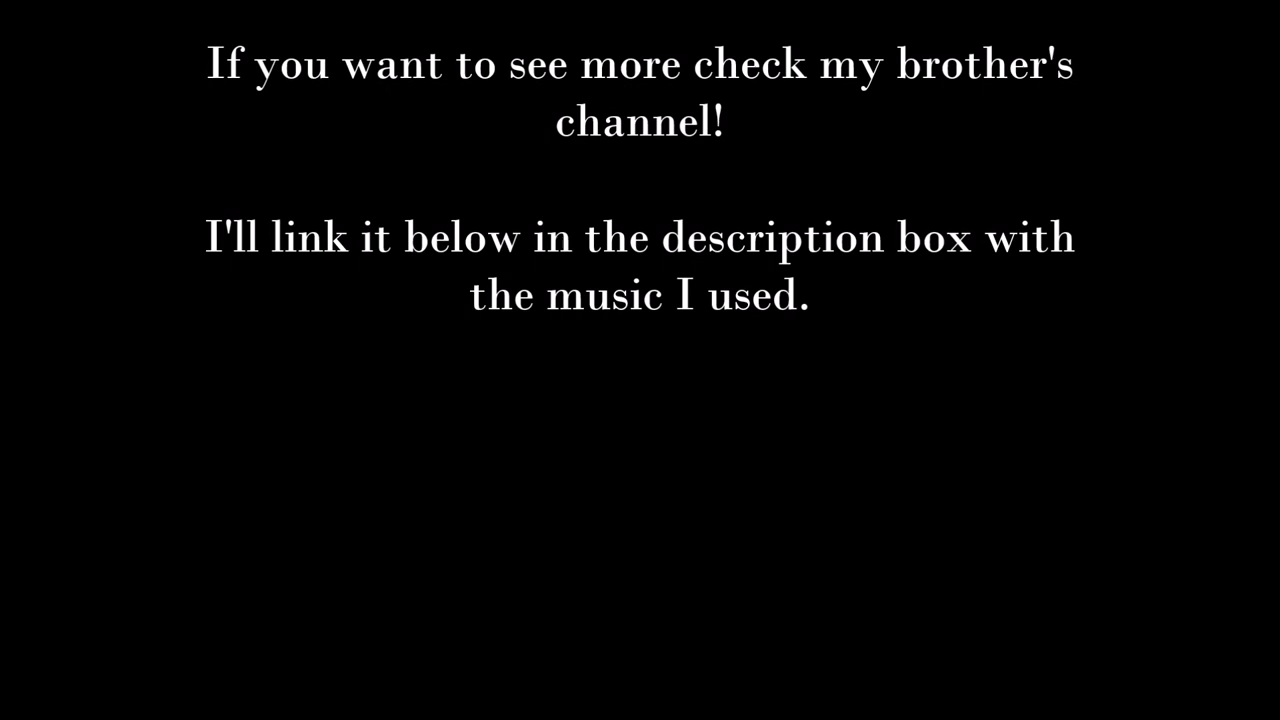 If you want to see more check my brother's
channel!
I'll link it below in the description box with
the music I used.